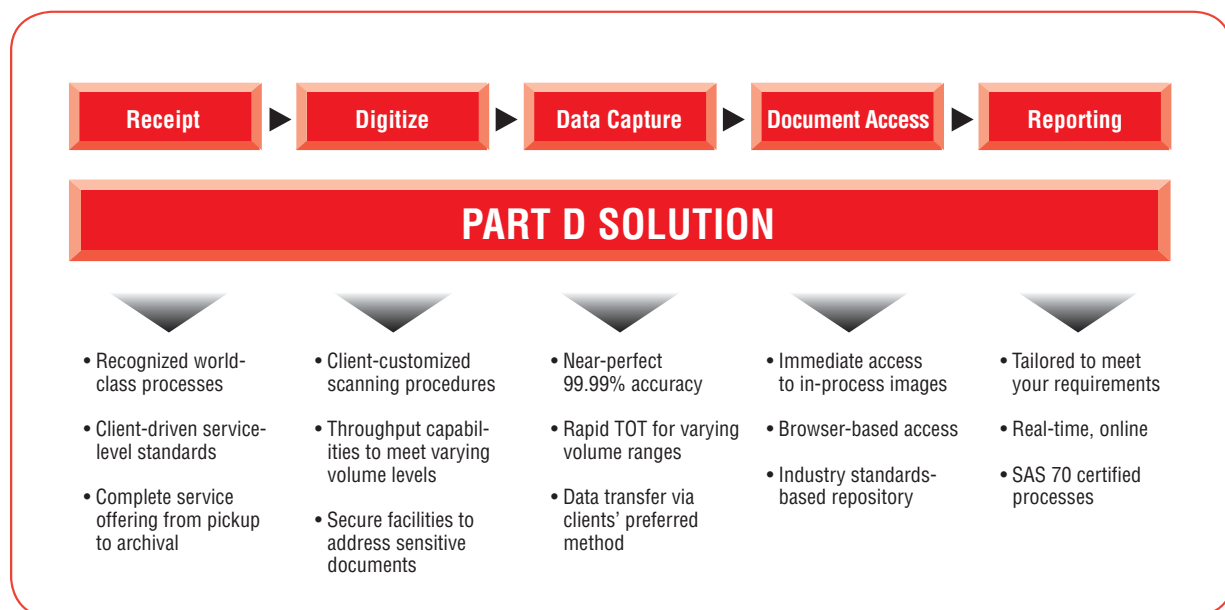 Receipt
Digitize
Data Capture
Document Access
Reporting
PART D SOLUTION
• Recognized world-
class processes
• Client-driven service-
level standards
• Complete service
offering from pickup
to archival
• Client-customized
scanning procedures
• Throughput capabil-
ities to meet varying
volume levels
• Secure facilities to
address sensitive
documents
• Near-perfect
99.99% accuracy
• Rapid TOT for varying
volume ranges
• Data transfer via
clients’ preferred
method
• Immediate access
to in-process images
• Browser-based access
• Industry standards-
based repository
• Tailored to meet
your requirements
• Real-time, online
• SAS 70 certified
processes